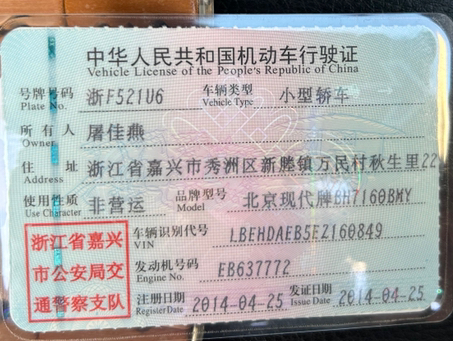 中华人民共和国机动车行驶证
Vehicle License of the People's Republic of China
号牌号码 浙F521U6 车辆类型 小型轿车
Plate No. Vehicle Type
所有人 屠佳燕
Owner
住址 浙江省嘉兴市秀洲区新塍镇万民村秋生里22
Address
使用性质 非营运 品牌型号 北京现代牌BH7160BMY
Use Character Model
浙江省嘉兴 车辆识别代号 LBEHDAEB5EZ160849
VIN
市公安局交 发动机号码 EB637772
Engine No.
通警察支队 注册日期 2014-04-25 发证日期 2014-04-25
Register Date Issue Date